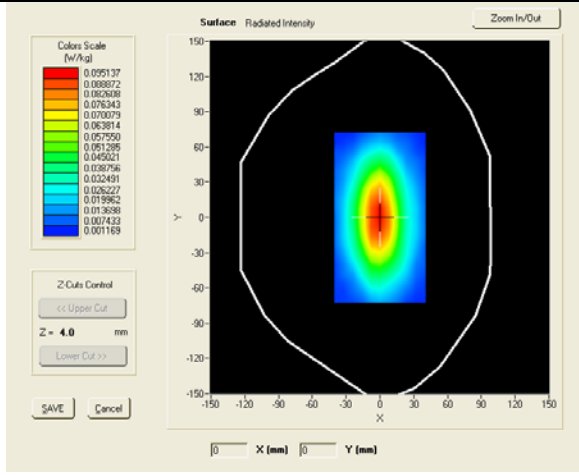 Surface Radiated Intensity
Zoom In/Out
Colors Scale
(W/kg)
0.095137
0.088872
0.082608
0.076343
0.070079
0.063814
0.057550
0.051285
0.045021
0.038756
0.032491
0.026227
0.019962
0.013698
0.007433
0.001169
Z-Cuts Control
<< Upper Cut
Z = 4.0 mm
Lower Cut >>
SAVE Cancel
150
120
90
60
30
0
-30
-60
-90
-120
-150
Y
-150 -120 -90 -60 -30 0 30 60 90 120 150
X
0 X (mm) 0 Y (mm)